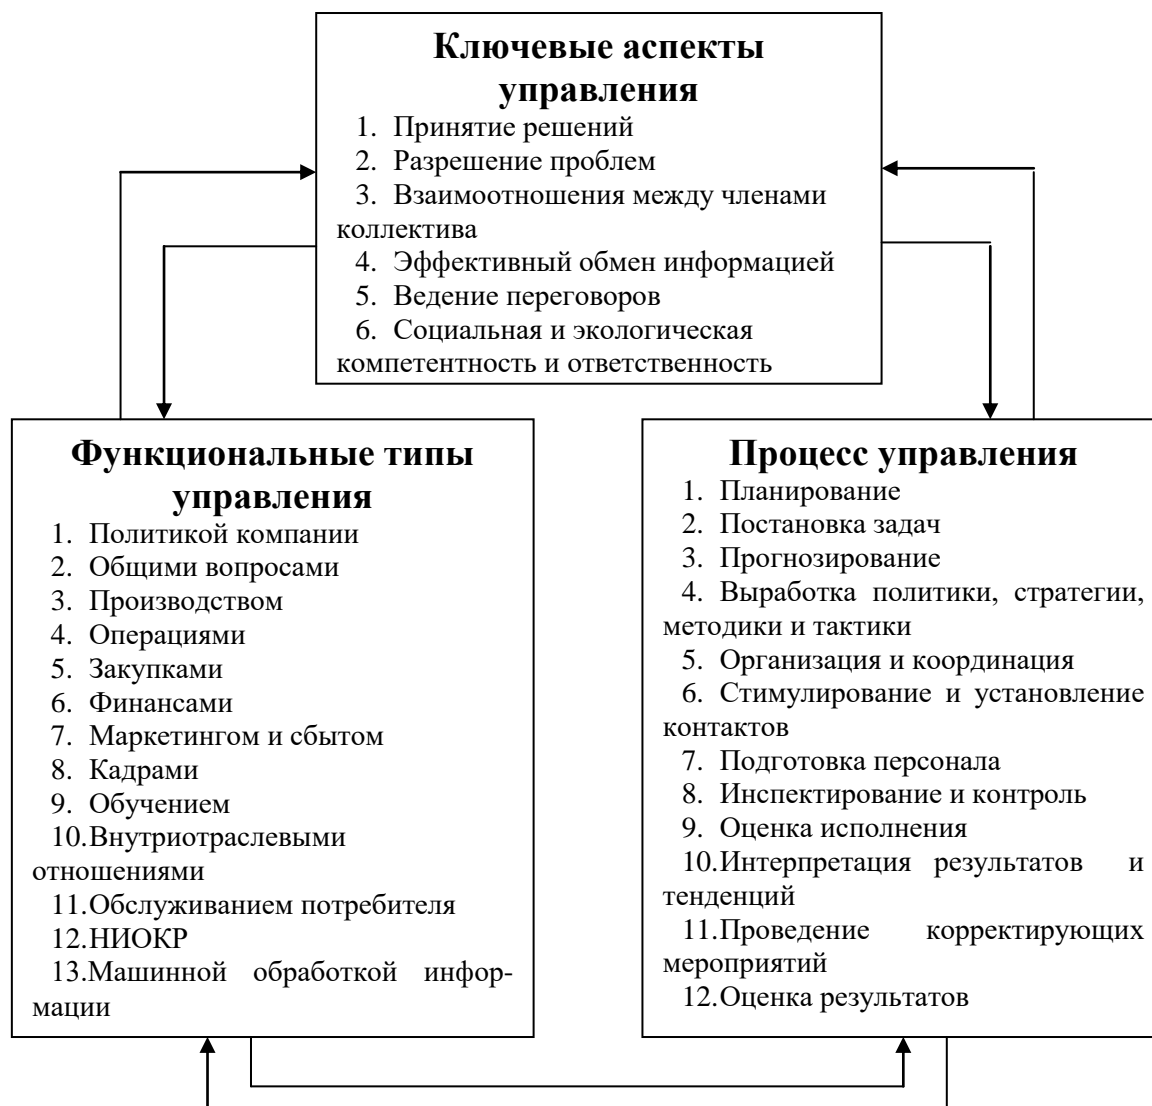 Ключевые аспекты
управления
1. Принятие решений
2. Разрешение проблем
3. Взаимоотношения между членами
коллектива
4. Эффективный обмен информацией
5. Ведение переговоров
6. Социальная и экологическая
компетентность и ответственность
Функциональные типы
управления
1. Политикой компании
2. Общими вопросами
3. Производством
4. Операциями
5. Закупками
6. Финансами
7. Маркетингом и сбытом
8. Кадрами
9. Обучением
10.Внутриотраслевыми
отношениями
11.Обслуживанием потребителя
12.НИОКР
13.Машинной обработкой инфор-
мации
Процесс управления
1. Планирование
2. Постановка задач
3. Прогнозирование
4. Выработка политики, стратегии,
методики и тактики
5. Организация и координация
6. Стимулирование и установление
контактов
7. Подготовка персонала
8. Инспектирование и контроль
9. Оценка исполнения
10.Интерпретация результатов и
тенденций
11.Проведение корректирующих
мероприятий
12.Оценка результатов